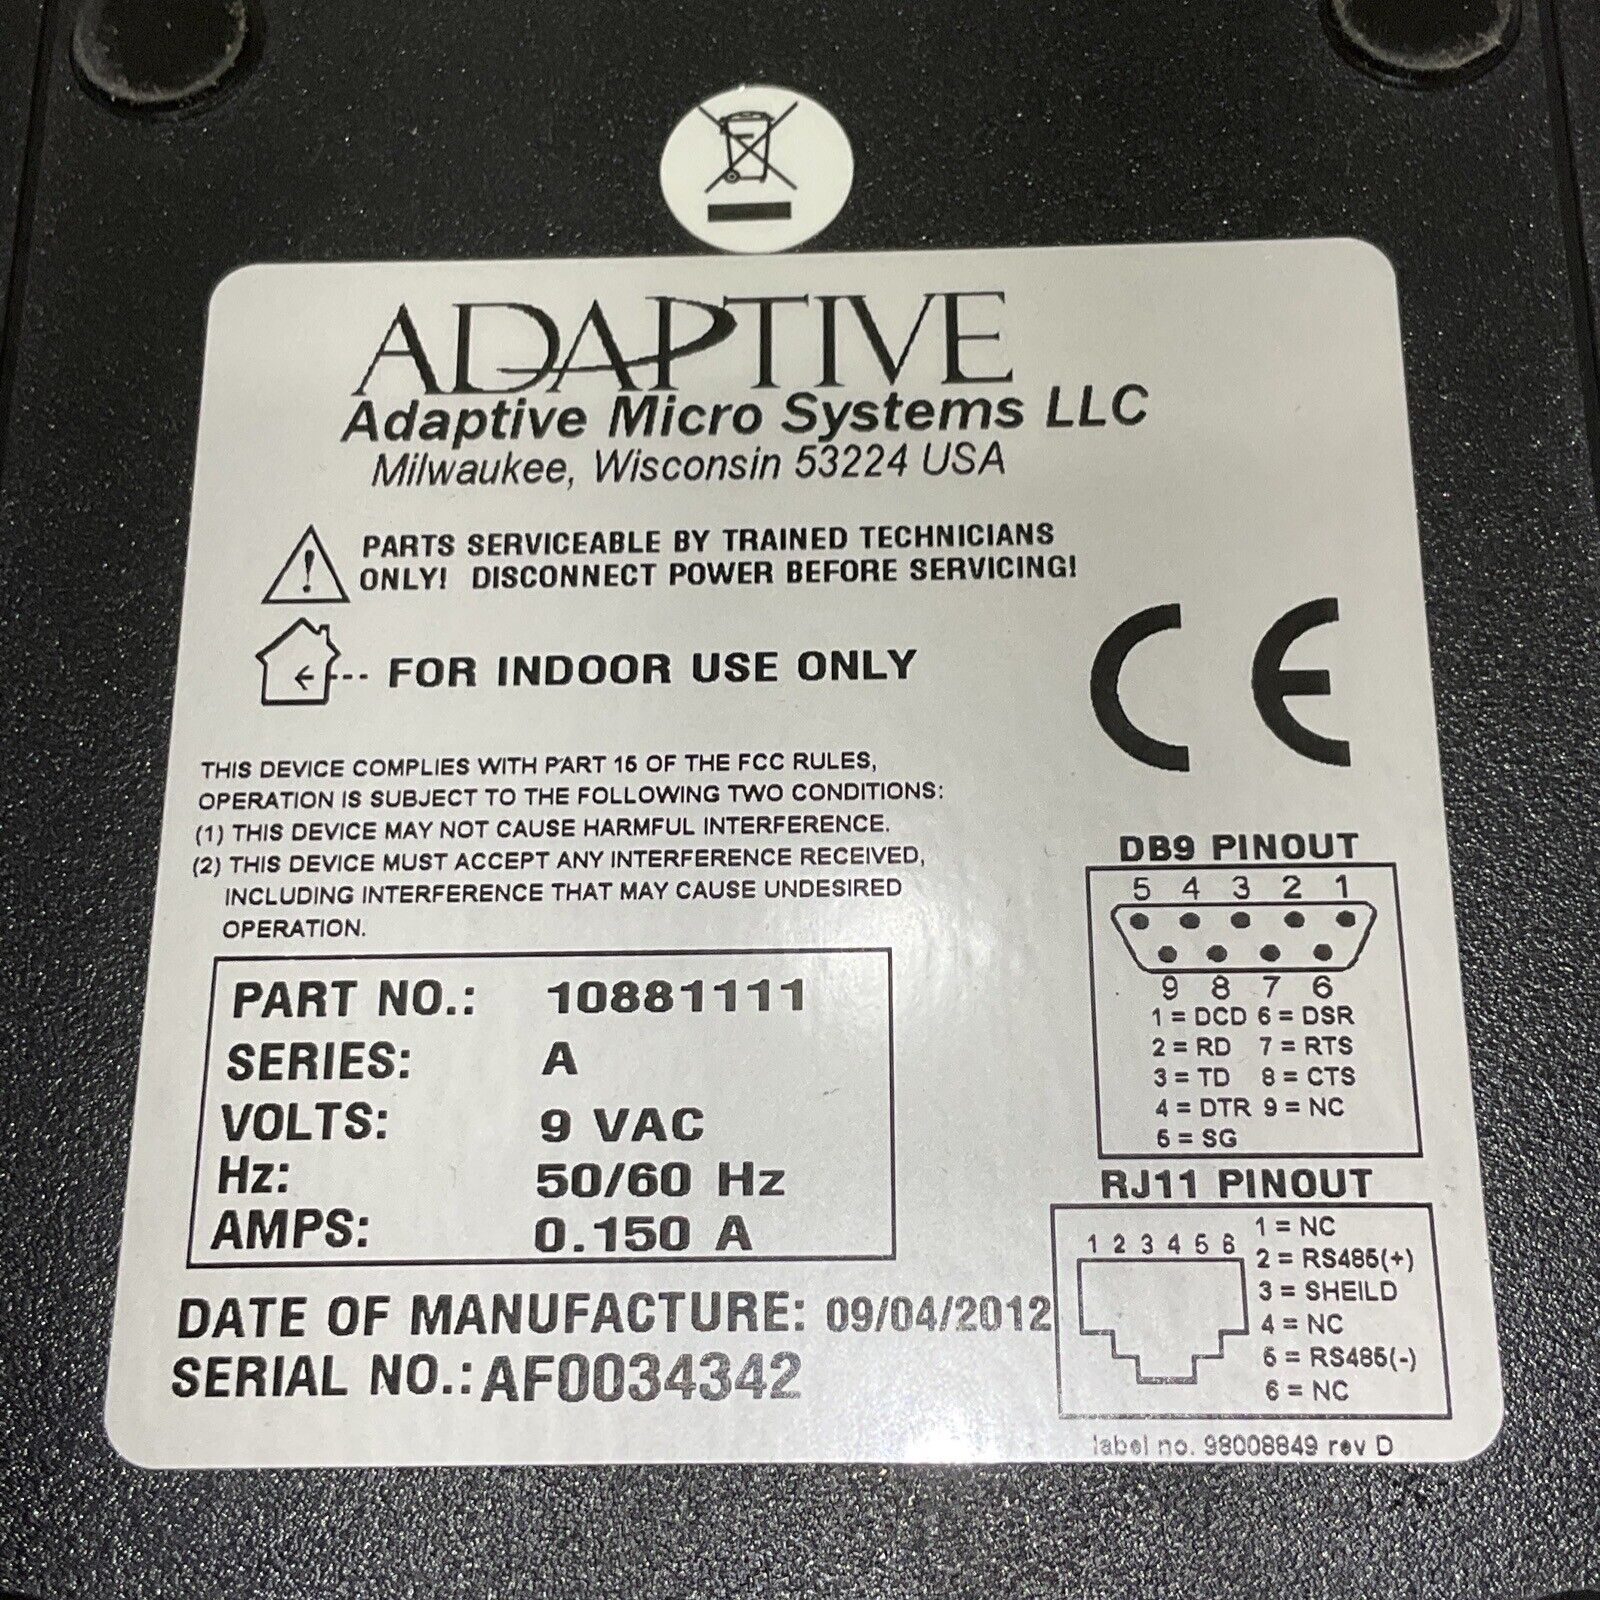 ADAPTIVE
Adaptive Micro Systems LLC
Milwaukee, Wisconsin 53224 USA
PARTS SERVICEABLE BY TRAINED TECHNICIANS
ONLY! DISCONNECT POWER BEFORE SERVICING!
FOR INDOOR USE ONLY
CE
THIS DEVICE COMPLIES WITH PART 15 OF THE FCC RULES,
OPERATION IS SUBJECT TO THE FOLLOWING TWO CONDITIONS:
(1) THIS DEVICE MAY NOT CAUSE HARMFUL INTERFERENCE.
(2) THIS DEVICE MUST ACCEPT ANY INTERFERENCE RECEIVED,
INCLUDING INTERFERENCE THAT MAY CAUSE UNDESIRED
OPERATION.
PART NO.: 10881111
SERIES: A
VOLTS: 9 VAC
Hz: 50/60 Hz
AMPS: 0.150 A
DATE OF MANUFACTURE: 09/04/2012
SERIAL NO.: AF0034342
DB9 PINOUT
5 4 3 2 1
9 8 7 6
1 = DCD 6 = DSR
2 = RD 7 = RTS
3 = TD 8 = CTS
4 = DTR 9 = NC
5 = SG
RJ11 PINOUT
1 2 3 4 5 6
1 = NC
2 = RS485(+)
3 = SHEILD
4 = NC
5 = RS485(-)
6 = NC
label no. 98008849 rev D